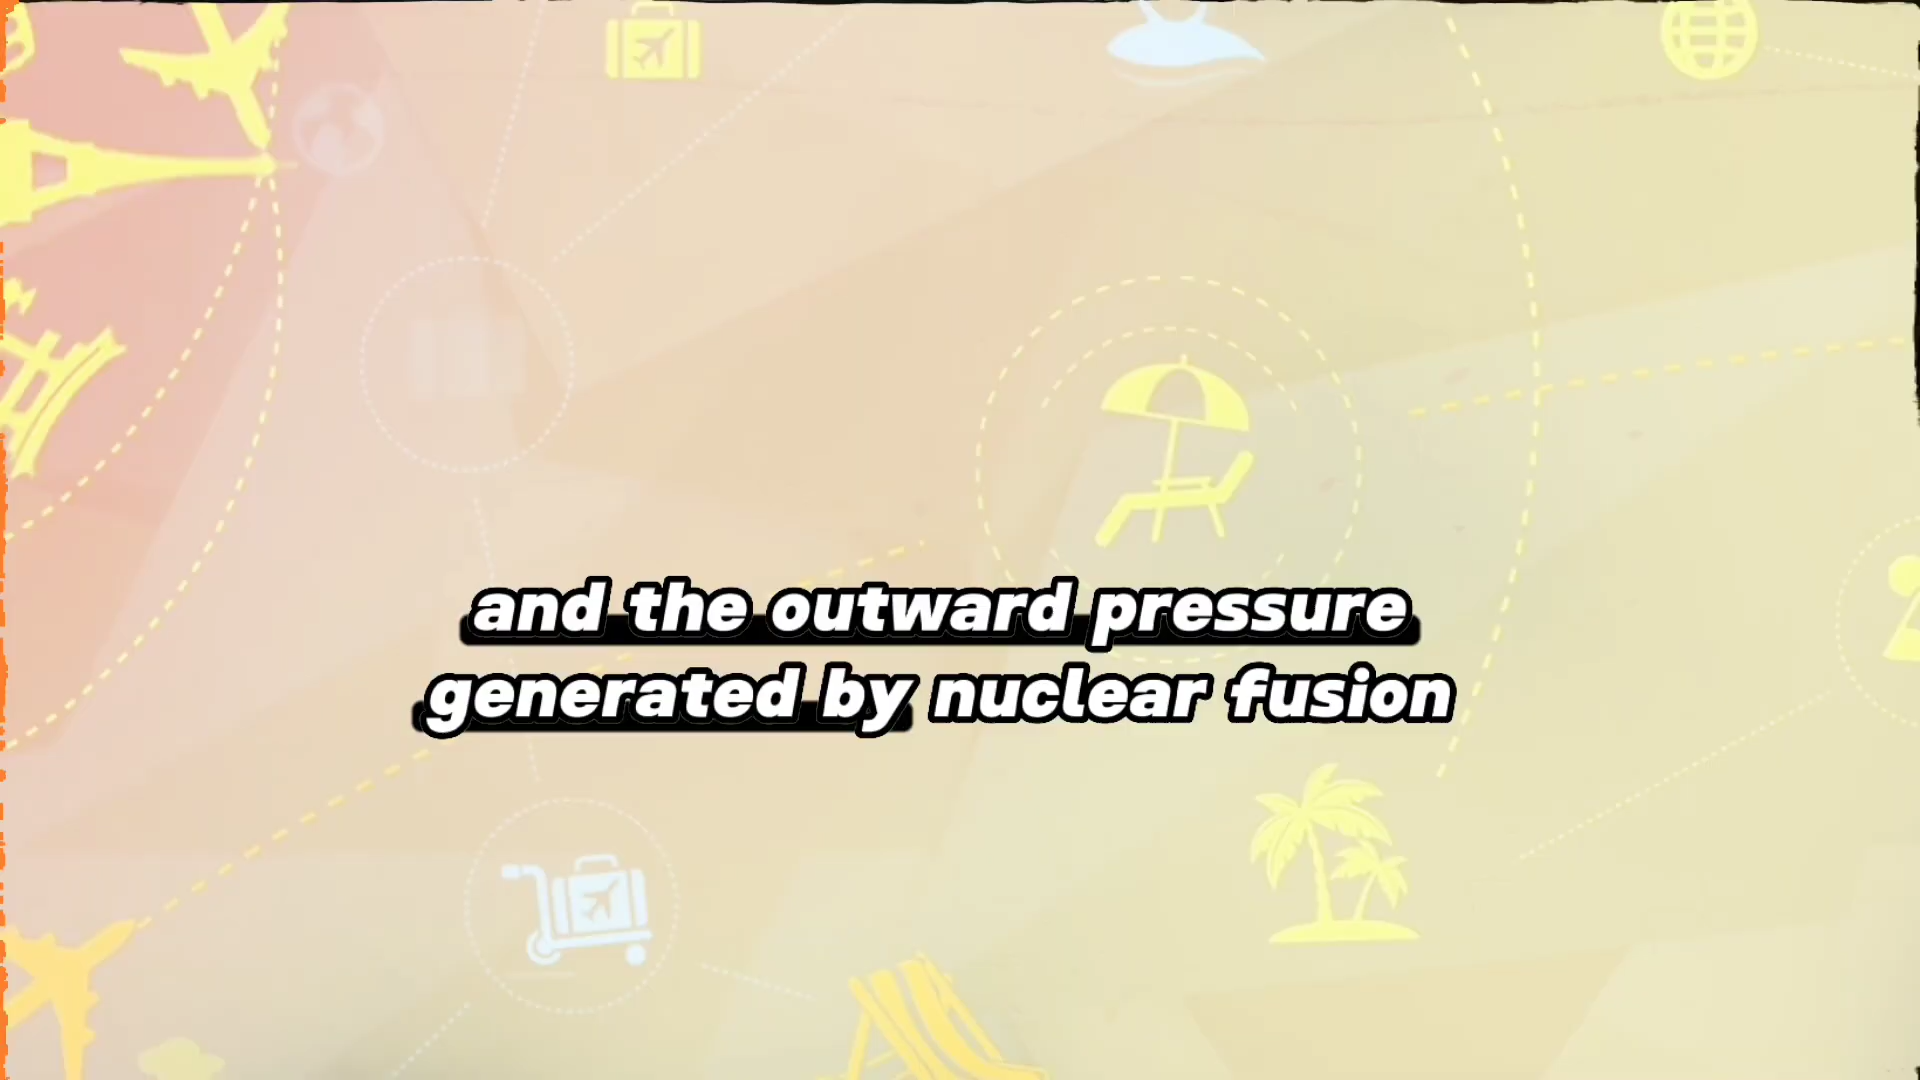 and the outward pressure
generated by nuclear fusion